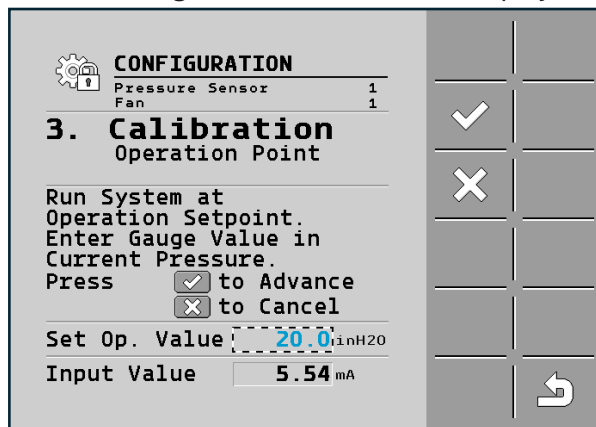 CONFIGURATION
Pressure Sensor 1
Fan 1
3. Calibration
Operation Point
Run System at
Operation Setpoint.
Enter Gauge Value in
Current Pressure.
Press to Advance
to Cancel
Set Op. Value 20.0 inH2O
Input Value 5.54 mA